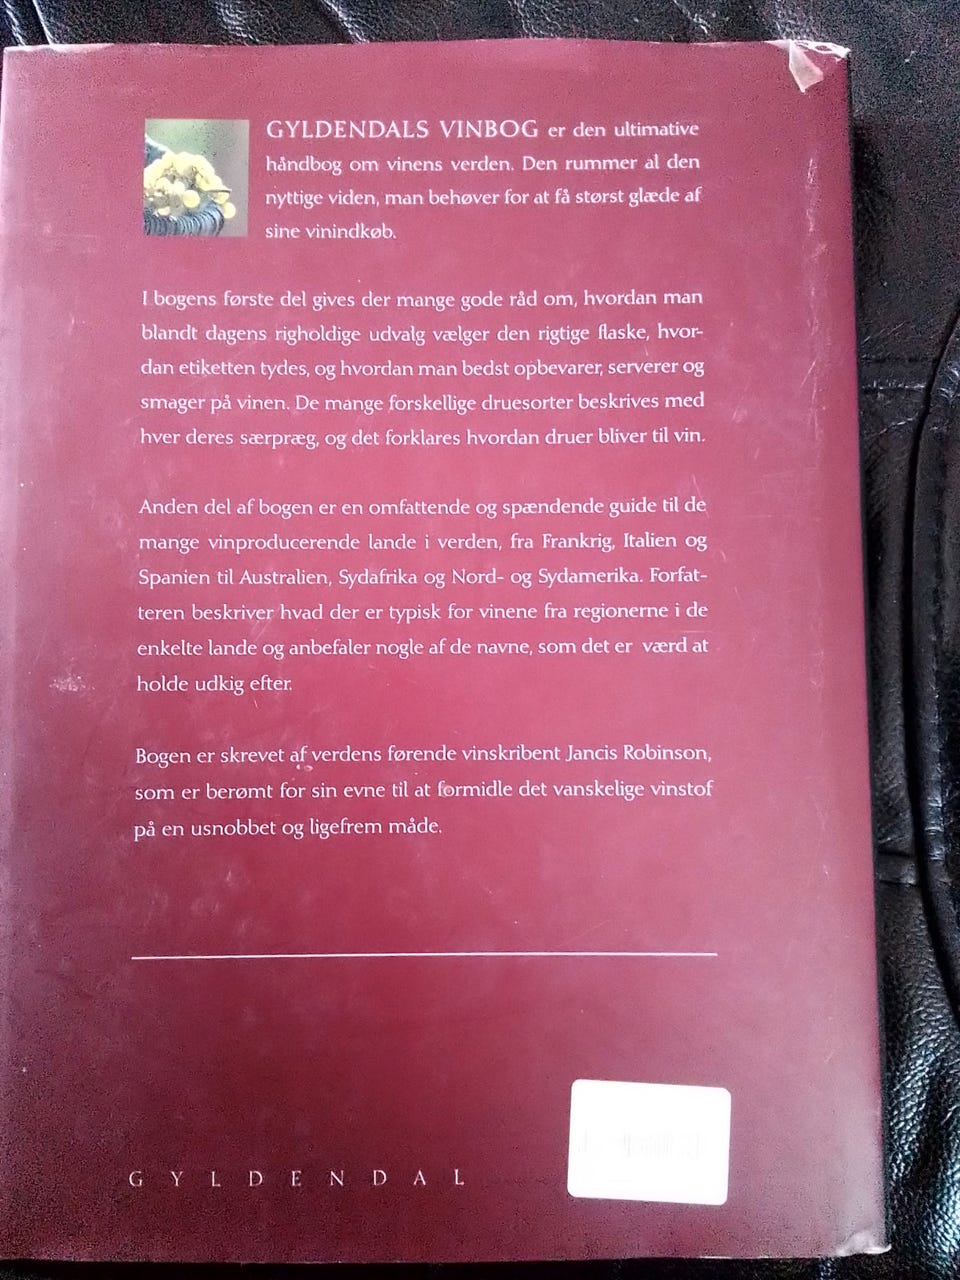 GYLDENDALS VINBOG er den ultimative
håndbog om vinens verden. Den rummer al den
nyttige viden, man behøver for at få størst glæde af
sine vinindkøb.
I bogens første del gives der mange gode råd om, hvordan man
blandt dagens righoldige udvalg vælger den rigtige flaske, hvor-
dan etiketten tydes, og hvordan man bedst opbevarer, serverer og
smager på vinen. De mange forskellige druesorter beskrives med
hver deres særpræg, og det forklares hvordan druer bliver til vin.
Anden del af bogen er en omfattende og spændende guide til de
mange vinproducerende lande i verden, fra Frankrig, Italien og
Spanien til Australien, Sydafrika og Nord- og Sydamerika. Forfat-
teren beskriver hvad der er typisk for vinene fra regionerne i de
enkelte lande og anbefaler nogle af de navne, som det er værd at
holde udkig efter.
Bogen er skrevet af verdens førende vinskribent Jancis Robinson,
som er berømt for sin evne til at formidle det vanskelige vinstof
på en usnobbet og ligefrem måde.
GYLDENDAL